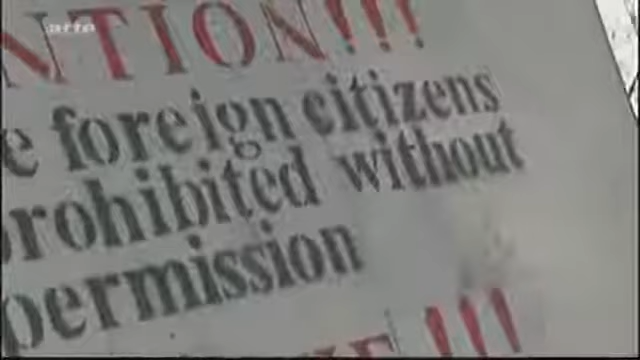 arte
NTION!!!
e foreign citizens
prohibited without
permission
!!!